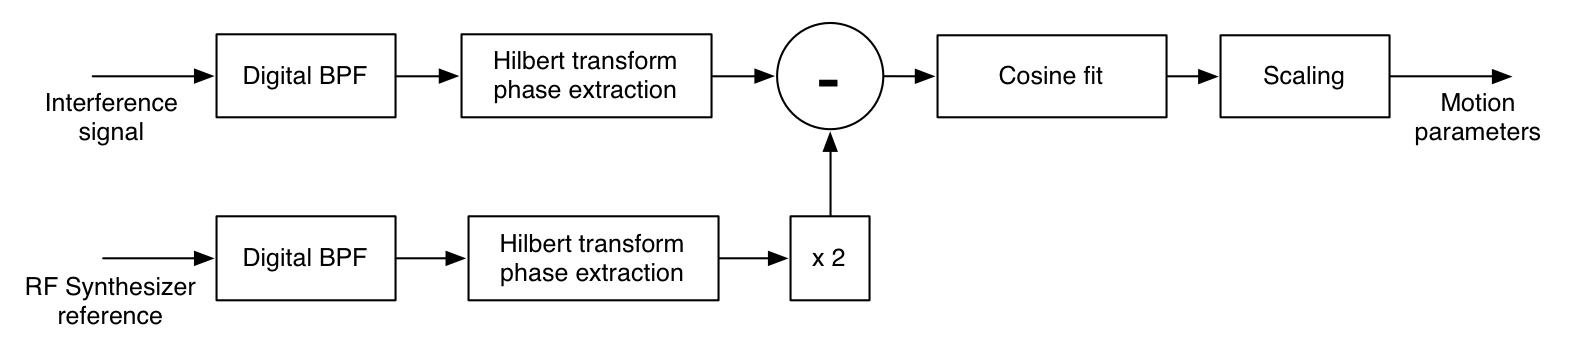 Interference
signal
Digital BPF
Hilbert transform
phase extraction
-
Cosine fit
Scaling
Motion
parameters
RF Synthesizer
reference
Digital BPF
Hilbert transform
phase extraction
x 2